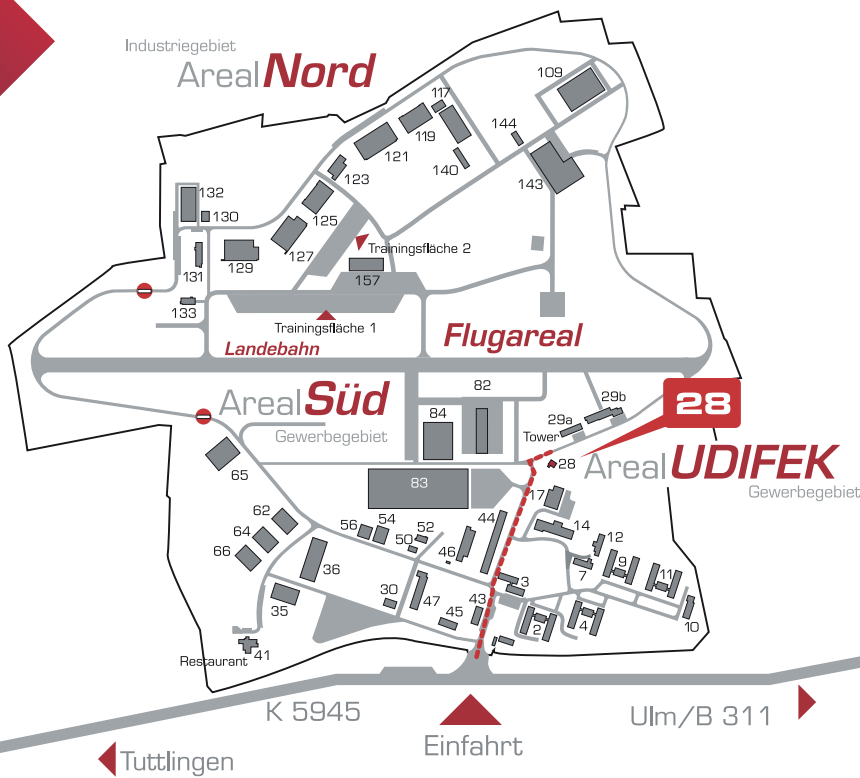 Industriegebiet
Areal Nord
109
117
119
144
121
140
143
123
132
125
130
127
Trainingsfläche 2
129
131
157
133
Trainingsfläche 1
Landebahn
Flugareal
Areal Süd
Gewerbegebiet
82
29b
28
84
29a
Tower
28
Areal UDIFEK
Gewerbegebiet
65
83
17
62
56
54
52
44
14
64
50
12
66
46
7
9
36
3
11
35
30
47
43
45
2
4
10
Restaurant
41
K 5945
Ulm/B 311
Einfahrt
Tuttlingen